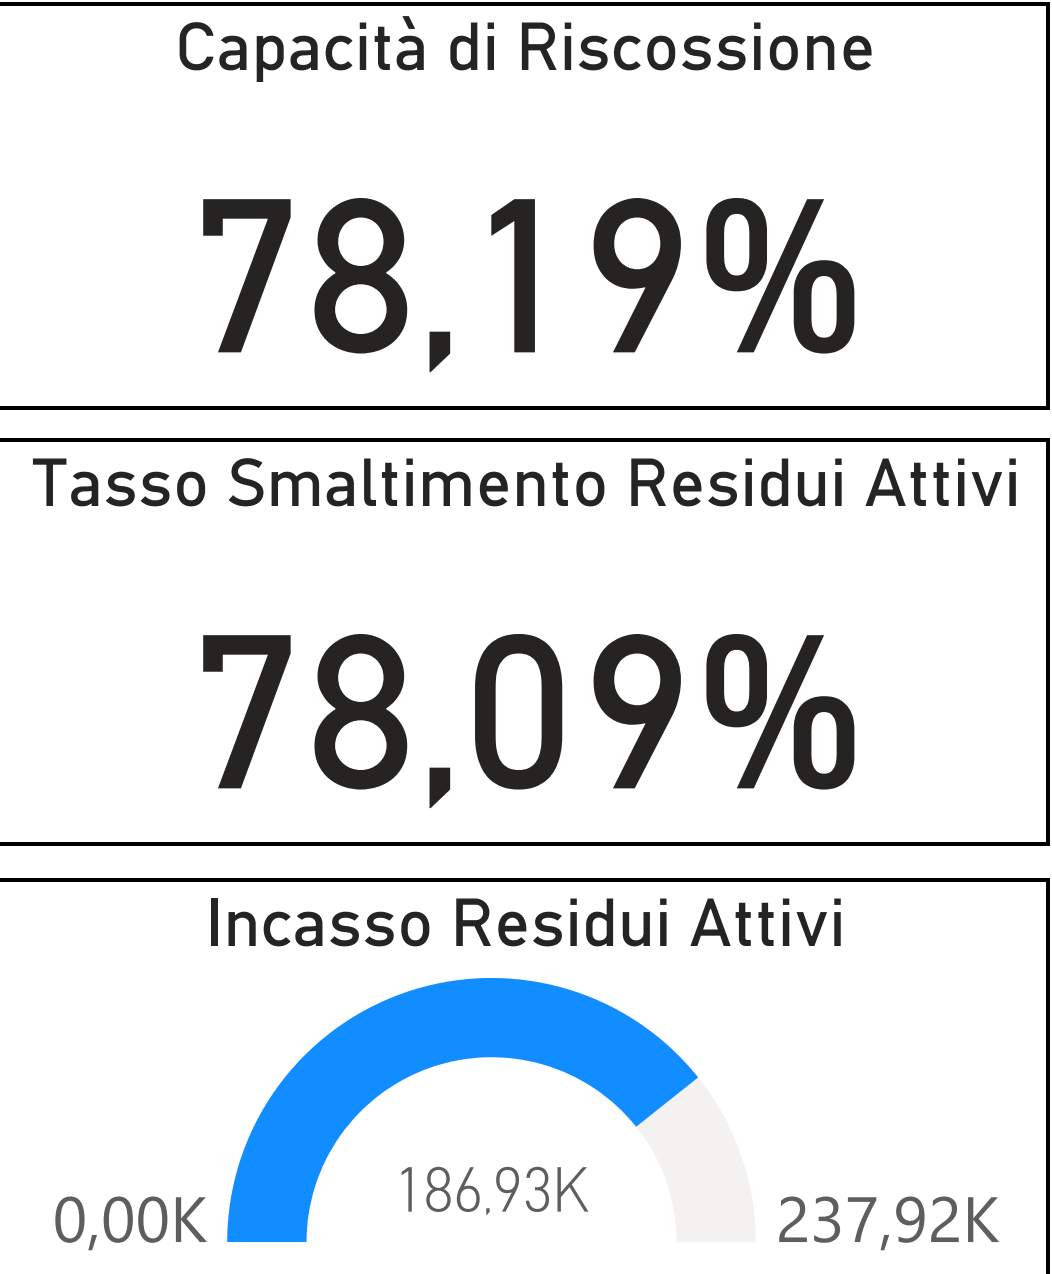 Capacità di Riscossione
78,19%
Tasso Smaltimento Residui Attivi
78,09%
Incasso Residui Attivi
186,93K
0,00K
237,92K